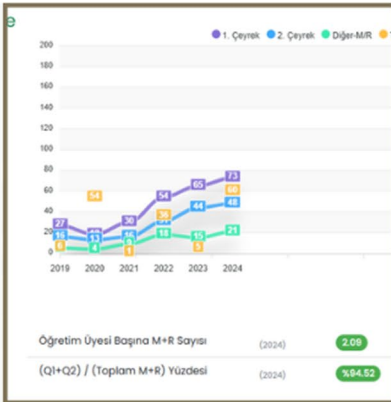 e
1. Çeyrek 2. Çeyrek Diğer-M/R
200
180
160
140
120
100
80
60
40
20
0
27 30 54 65 73
16 13 16 44 48
4 18 15 21
6 54 1 36 5 60
2019 2020 2021 2022 2023 2024
Öğretim Üyesi Başına M+R Sayısı (2024) 2.09
(Q1+Q2) / (Toplam M+R) Yüzdesi (2024) %94.52